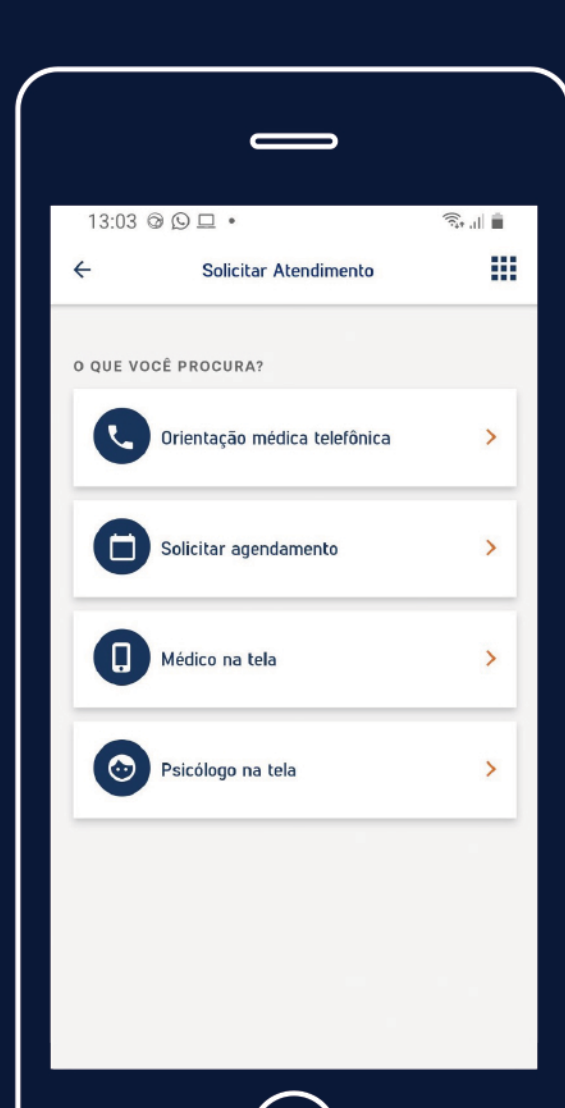 13:03
Solicitar Atendimento
O QUE VOCÊ PROCURA?
Orientação médica telefônica
Solicitar agendamento
Médico na tela
Psicólogo na tela